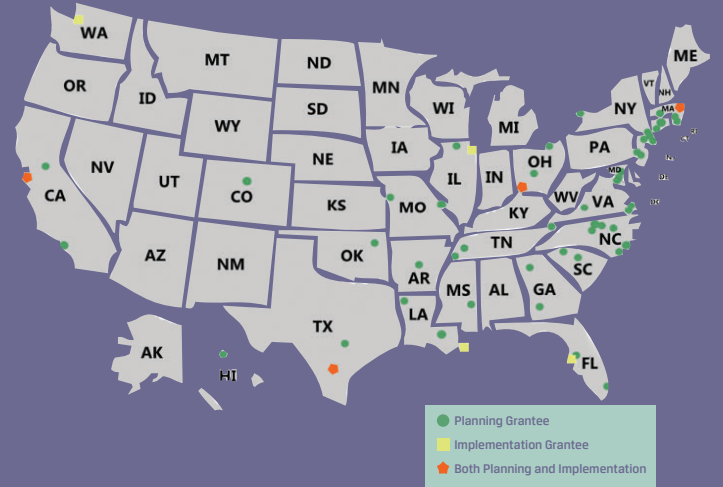 ME
WA
MT
ND
MN
VT
NH
OR
ID
SD
WI
NY
MA
MI
WY
IA
PA
NE
OH
NV
UT
CO
IL
IN
MD
DE
CA
KS
MO
WV
VA
DC
KY
NC
TN
AZ
NM
OK
AR
SC
MS
AL
GA
LA
TX
AK
HI
FL
Planning Grantee
Implementation Grantee
Both Planning and Implementation